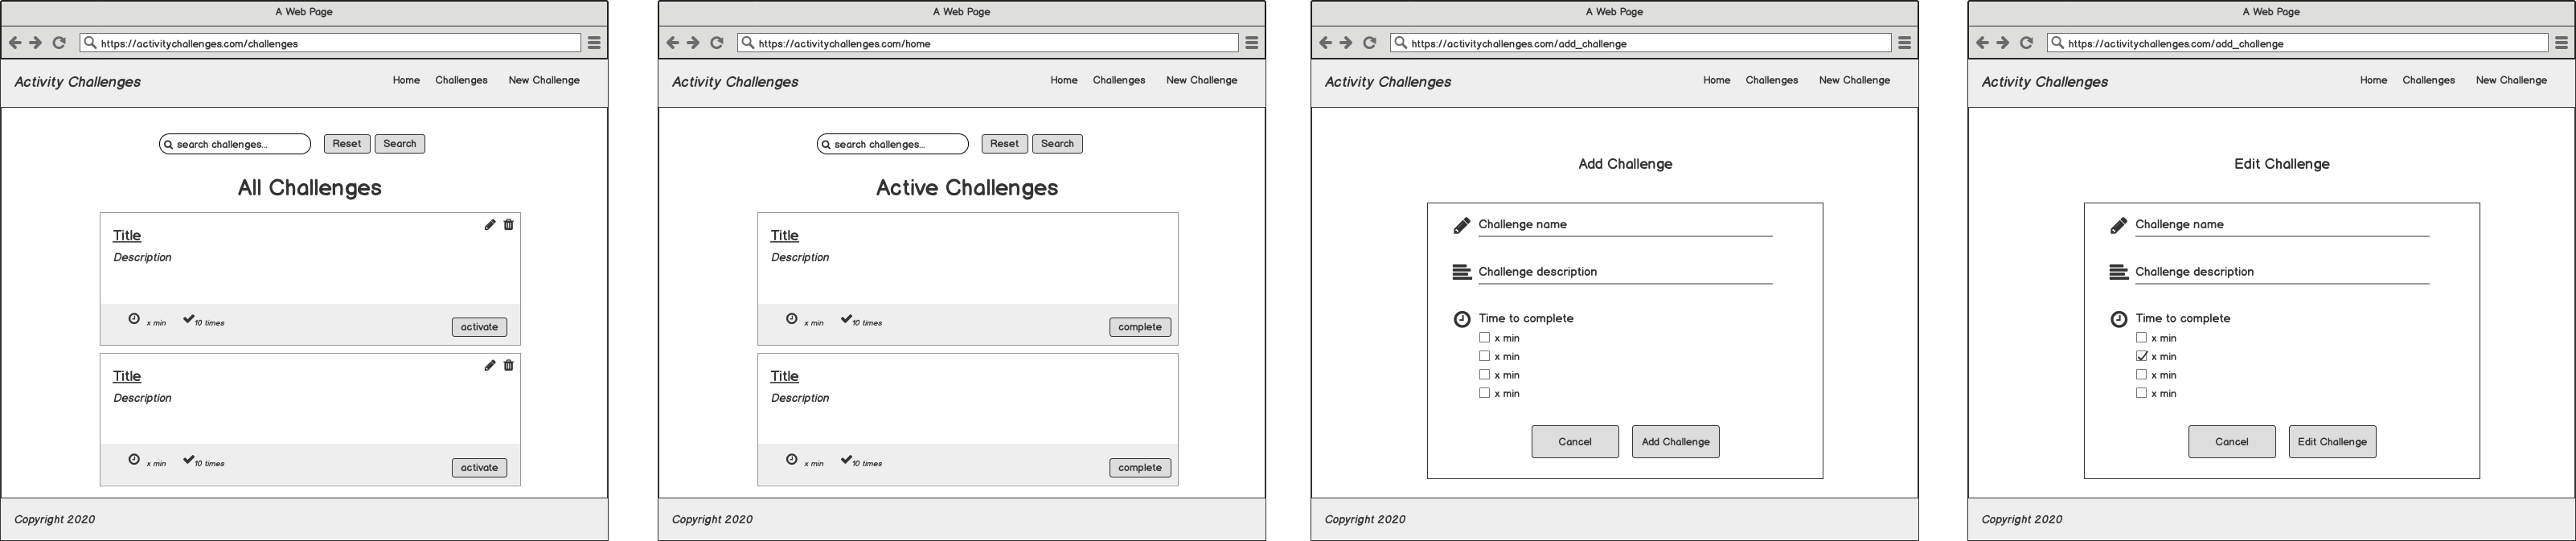 A Web Page
https://activitychallenges.com/challenges
Activity Challenges
Home Challenges New Challenge
search challenges...
Reset Search
All Challenges
Title
Description
x min 10 times
activate
Title
Description
x min 10 times
activate
Copyright 2020
A Web Page
https://activitychallenges.com/home
Activity Challenges
Home Challenges New Challenge
search challenges...
Reset Search
Active Challenges
Title
Description
x min 10 times
complete
Title
Description
x min 10 times
complete
Copyright 2020
A Web Page
https://activitychallenges.com/add_challenge
Activity Challenges
Home Challenges New Challenge
Add Challenge
Challenge name
Challenge description
Time to complete
x min
x min
x min
x min
Cancel Add Challenge
Copyright 2020
A Web Page
https://activitychallenges.com/add_challenge
Activity Challenges
Home Challenges New Challenge
Edit Challenge
Challenge name
Challenge description
Time to complete
x min
x min
x min
x min
Cancel Edit Challenge
Copyright 2020